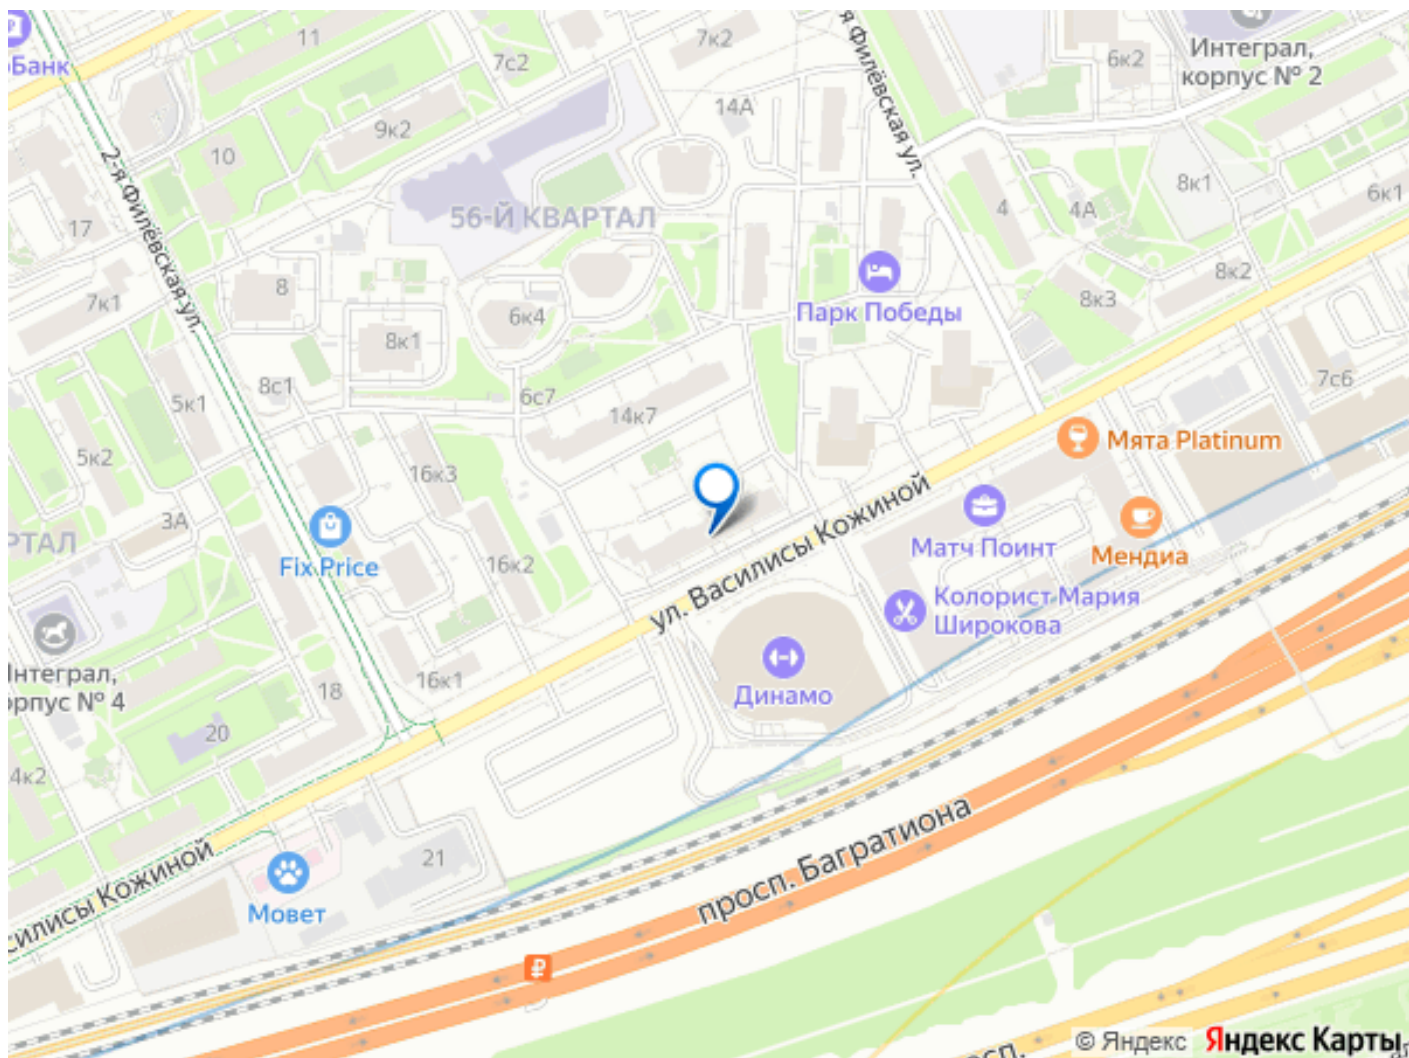 11
7к2
Интеграл,
корпус № 2
6к2
7с2
оБанк
14А
9к2
10
2-я Филёвская ул.
я Филёвская ул.
8к1
6к1
4
4А
17
56-Й КВАРТАЛ
8к2
8
7к1
6к4
Парк Победы
8к3
8к1
7с6
8с1
6с7
5к1
14к7
Мята Platinum
5к2
16к3
3А
РТАЛ
Fix Price
16к2
ул. Василисы Кожиной
Матч Поинт
Мендиа
Колорист Мария
Широкова
Интеграл,
орпус № 4
18
16к1
Динамо
20
4к2
просп. Багратиона
21
силисы Кожиной
Мовет
₽
© Яндекс
Яндекс Карты
осп.